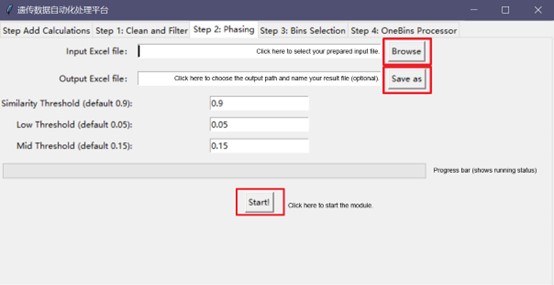 遗传数据自动化处理平台
Step Add Calculations Step 1: Clean and Filter Step 2: Phasing Step 3: Bins Selection Step 4: OneBins Processor
Input Excel file: Click here to select your prepared input file. Browse
Output Excel file: Click here to choose the output path and name your result file (optional). Save as
Similarity Threshold (default 0.9): 0.9
Low Threshold (default 0.05): 0.05
Mid Threshold (default 0.15): 0.15
Progress bar (shows running status)
Start! Click here to start the module.